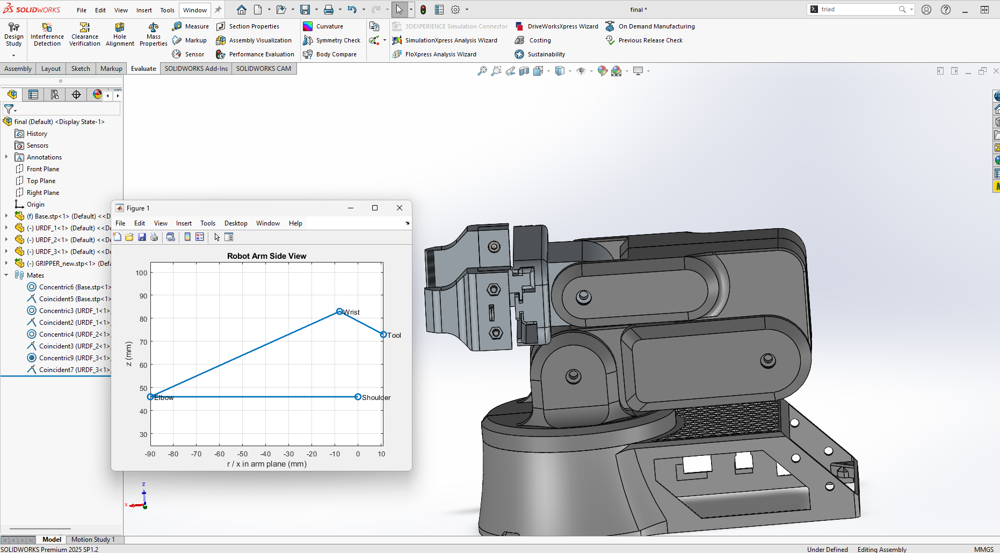 SOLIDWORKS File Edit View Insert Tools Window final * triad
Design Study
Interference Detection
Clearance Verification
Hole Alignment
Mass Properties
Measure
Markup
Sensor
Section Properties
Assembly Visualization
Performance Evaluation
Curvature
Symmetry Check
Body Compare
3DEXPERIENCE Simulation Connector
SimulationXpress Analysis Wizard
FloXpress Analysis Wizard
DriveWorksXpress Wizard
Costing
Sustainability
On Demand Manufacturing
Previous Release Check
Assembly Layout Sketch Markup Evaluate SOLIDWORKS Add-Ins SOLIDWORKS CAM
final (Default) <Display State-1>
History
Sensors
Annotations
Front Plane
Top Plane
Right Plane
Origin
(f) Base.stp<1> (Default) <<D
(-) URDF_1<1> (Default) <<De
(-) URDF_2<1> (Default) <<De
(-) URDF_3<1> (Default) <<De
(-) GRIPPER_new.stp<1> (Defa
Mates
Concentric6 (Base.stp<1>
Coincident5 (Base.stp<1>
Concentric3 (URDF_1<1>,
Coincident2 (URDF_1<1>,
Concentric4 (URDF_2<1>,
Coincident3 (URDF_2<1>,
Concentric9 (URDF_3<1>,
Coincident7 (URDF_3<1>,
Figure 1
File Edit View Insert Tools Desktop Window Help
Robot Arm Side View
100
90
80
70
60
50
40
30
z (mm)
Wrist
Tool
Elbow
Shoulder
-90 -80 -70 -60 -50 -40 -30 -20 -10 0 10
r / x in arm plane (mm)
z
x
Model Motion Study 1
SOLIDWORKS Premium 2025 SP1.2 Under Defined Editing Assembly MMGS